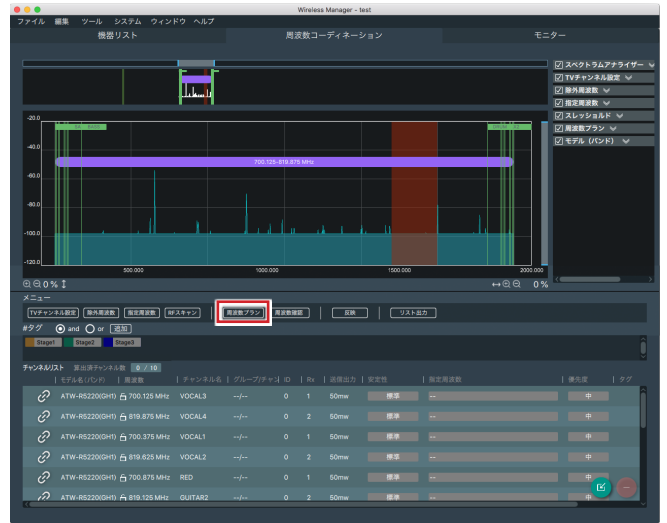 Wireless Manager - test
ファイル 編集 ツール システム ウィンドウ ヘルプ
機器リスト 周波数コーディネーション モニター
スペクトラムアナライザー
TVチャンネル設定
除外周波数
指定周波数
スレッショルド
周波数プラン
モデル（バンド）
-20.0
-40.0
700.125-819.875 MHz
-60.0
-80.0
-100.0
-120.0
500.000 1000.000 1500.000 2000.000
0 % 0 %
メニュー
TVチャンネル設定 除外周波数 指定周波数 RFスキャン 周波数プラン 周波数確認 反映 リスト出力
#タグ and or 追加
Stage1 Stage2 Stage3
チャンネルリスト 算出済チャンネル数 0 / 10
モデル名(バンド) 周波数 チャンネル名 グループ/チャンネ ID Rx 送信出力 安定性 指定周波数 優先度 タグ
ATW-R5220(GH1) 700.125 MHz VOCAL3 --/-- 0 1 50mw 標準 -- 中
ATW-R5220(GH1) 819.875 MHz VOCAL4 --/-- 0 2 50mw 標準 -- 中
ATW-R5220(GH1) 700.375 MHz VOCAL1 --/-- 0 1 50mw 標準 -- 中
ATW-R5220(GH1) 819.625 MHz VOCAL2 --/-- 0 2 50mw 標準 -- 中
ATW-R5220(GH1) 700.875 MHz RED --/-- 0 1 50mw 標準 -- 中
ATW-R5220(GH1) 819.125 MHz GUITAR2 --/-- 0 2 50mw 標準 -- 中